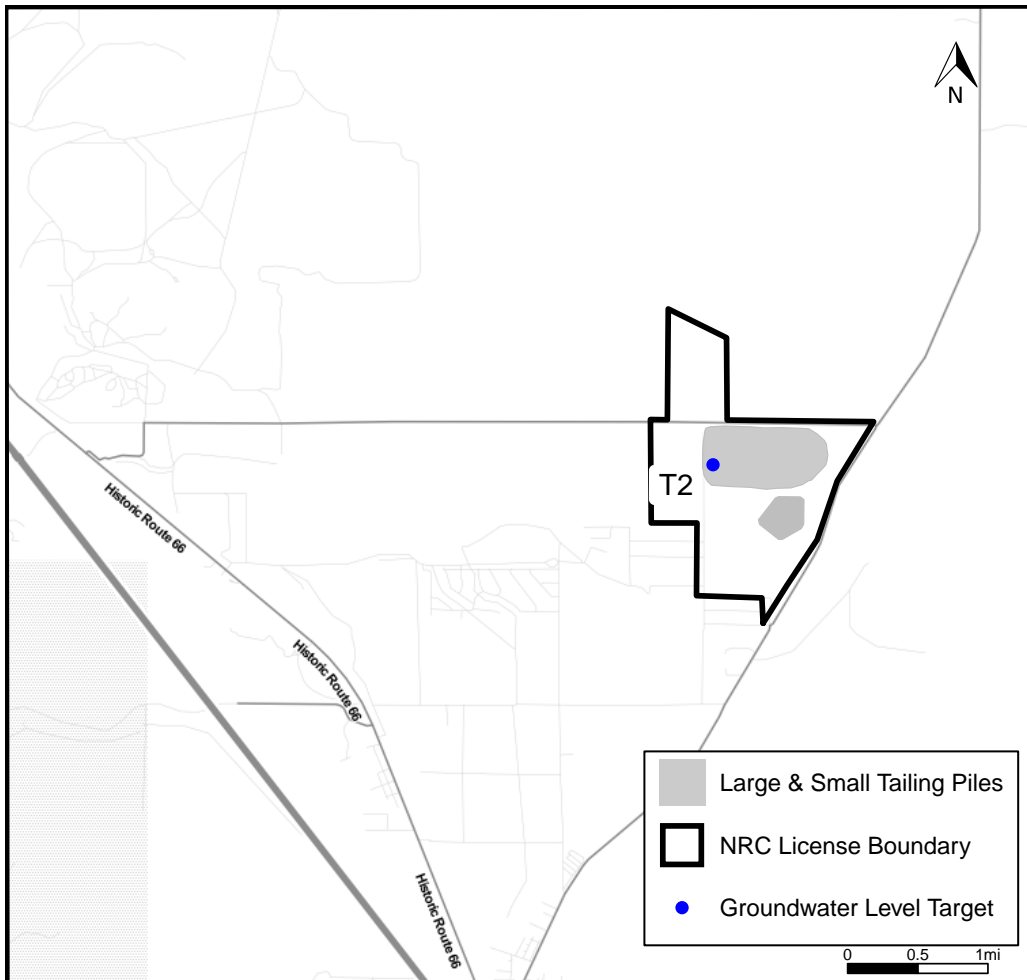 N
T2
Historic Route 66
Historic Route 66
Historic Route 66
Large & Small Tailing Piles
NRC License Boundary
Groundwater Level Target
0 0.5 1mi